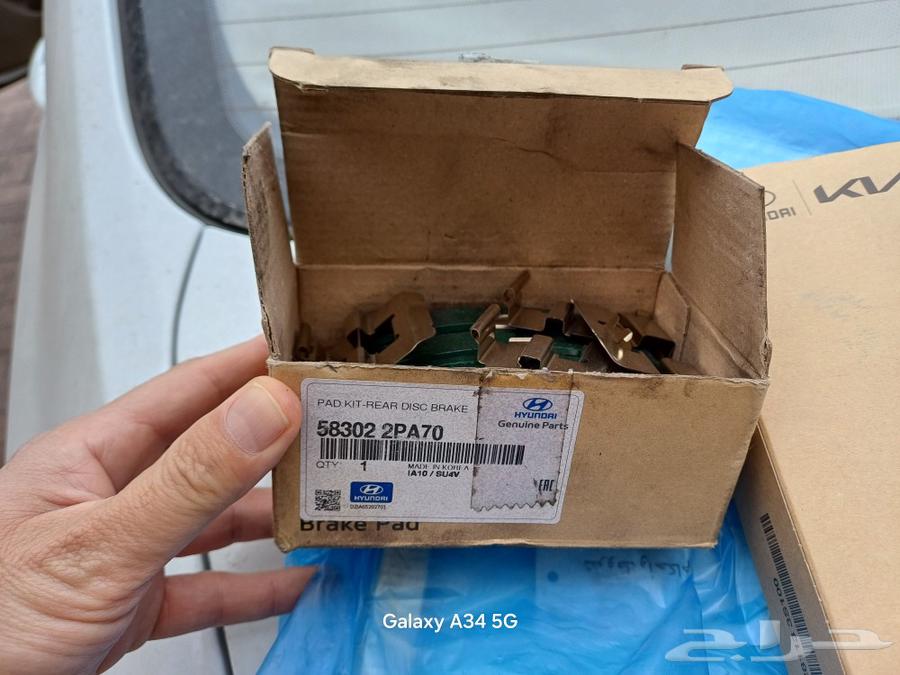 PAD KIT-REAR DISC BRAKE
58302 2PA70
QTY: 1
MADE IN KOREA
IA10 / SU4V
HYUNDAI
HYUNDAI
Genuine Parts
EAC
Brake Pad
KIA
Galaxy A34 5G
حراج